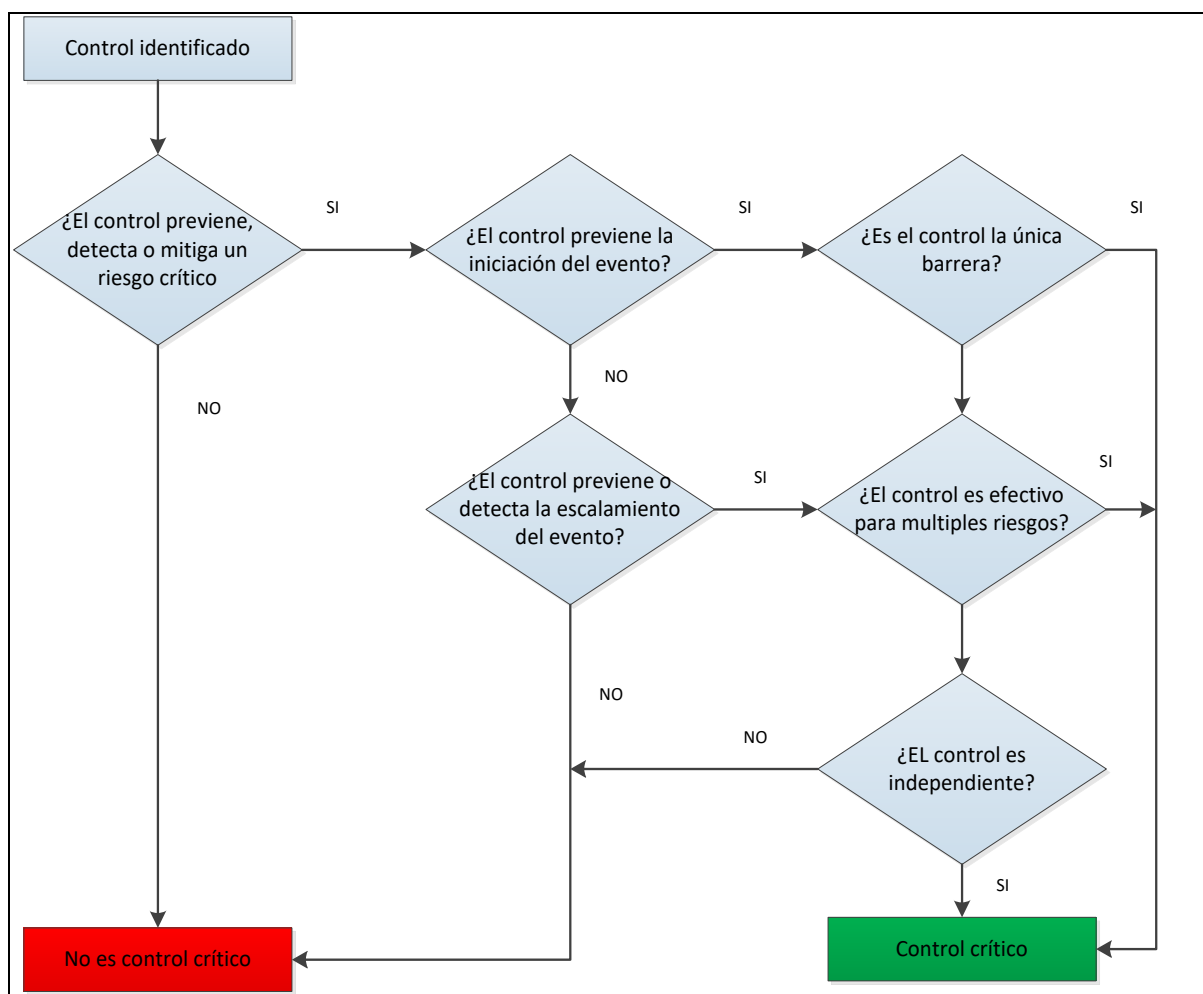 Control identificado
¿El control previene,
detecta o mitiga un
riesgo crítico
SI
¿El control previene la
iniciación del evento?
SI
¿Es el control la única
barrera?
SI
NO
NO
¿El control previene o
detecta la escalamiento
del evento?
SI
¿El control es efectivo
para multiples riesgos?
SI
NO
NO
¿EL control es
independiente?
SI
No es control crítico
Control crítico